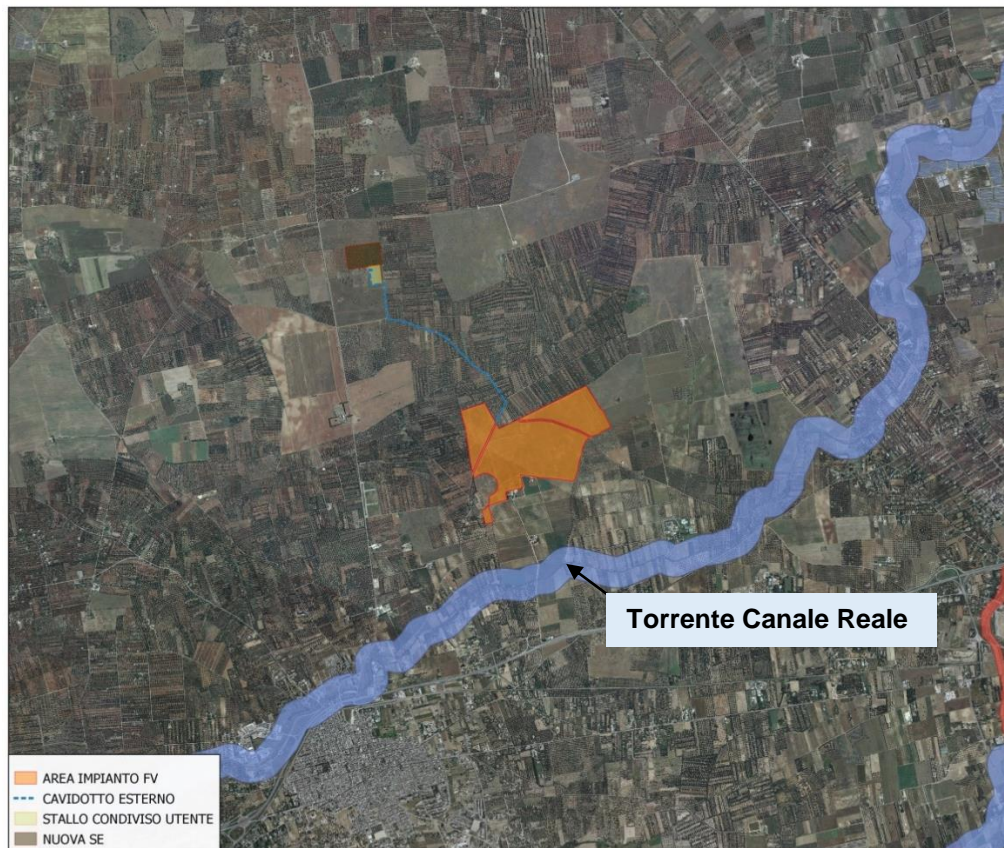 Torrente Canale Reale
AREA IMPIANTO FV
CAVIDOTTO ESTERNO
STALLO CONDIVISO UTENTE
NUOVA SE